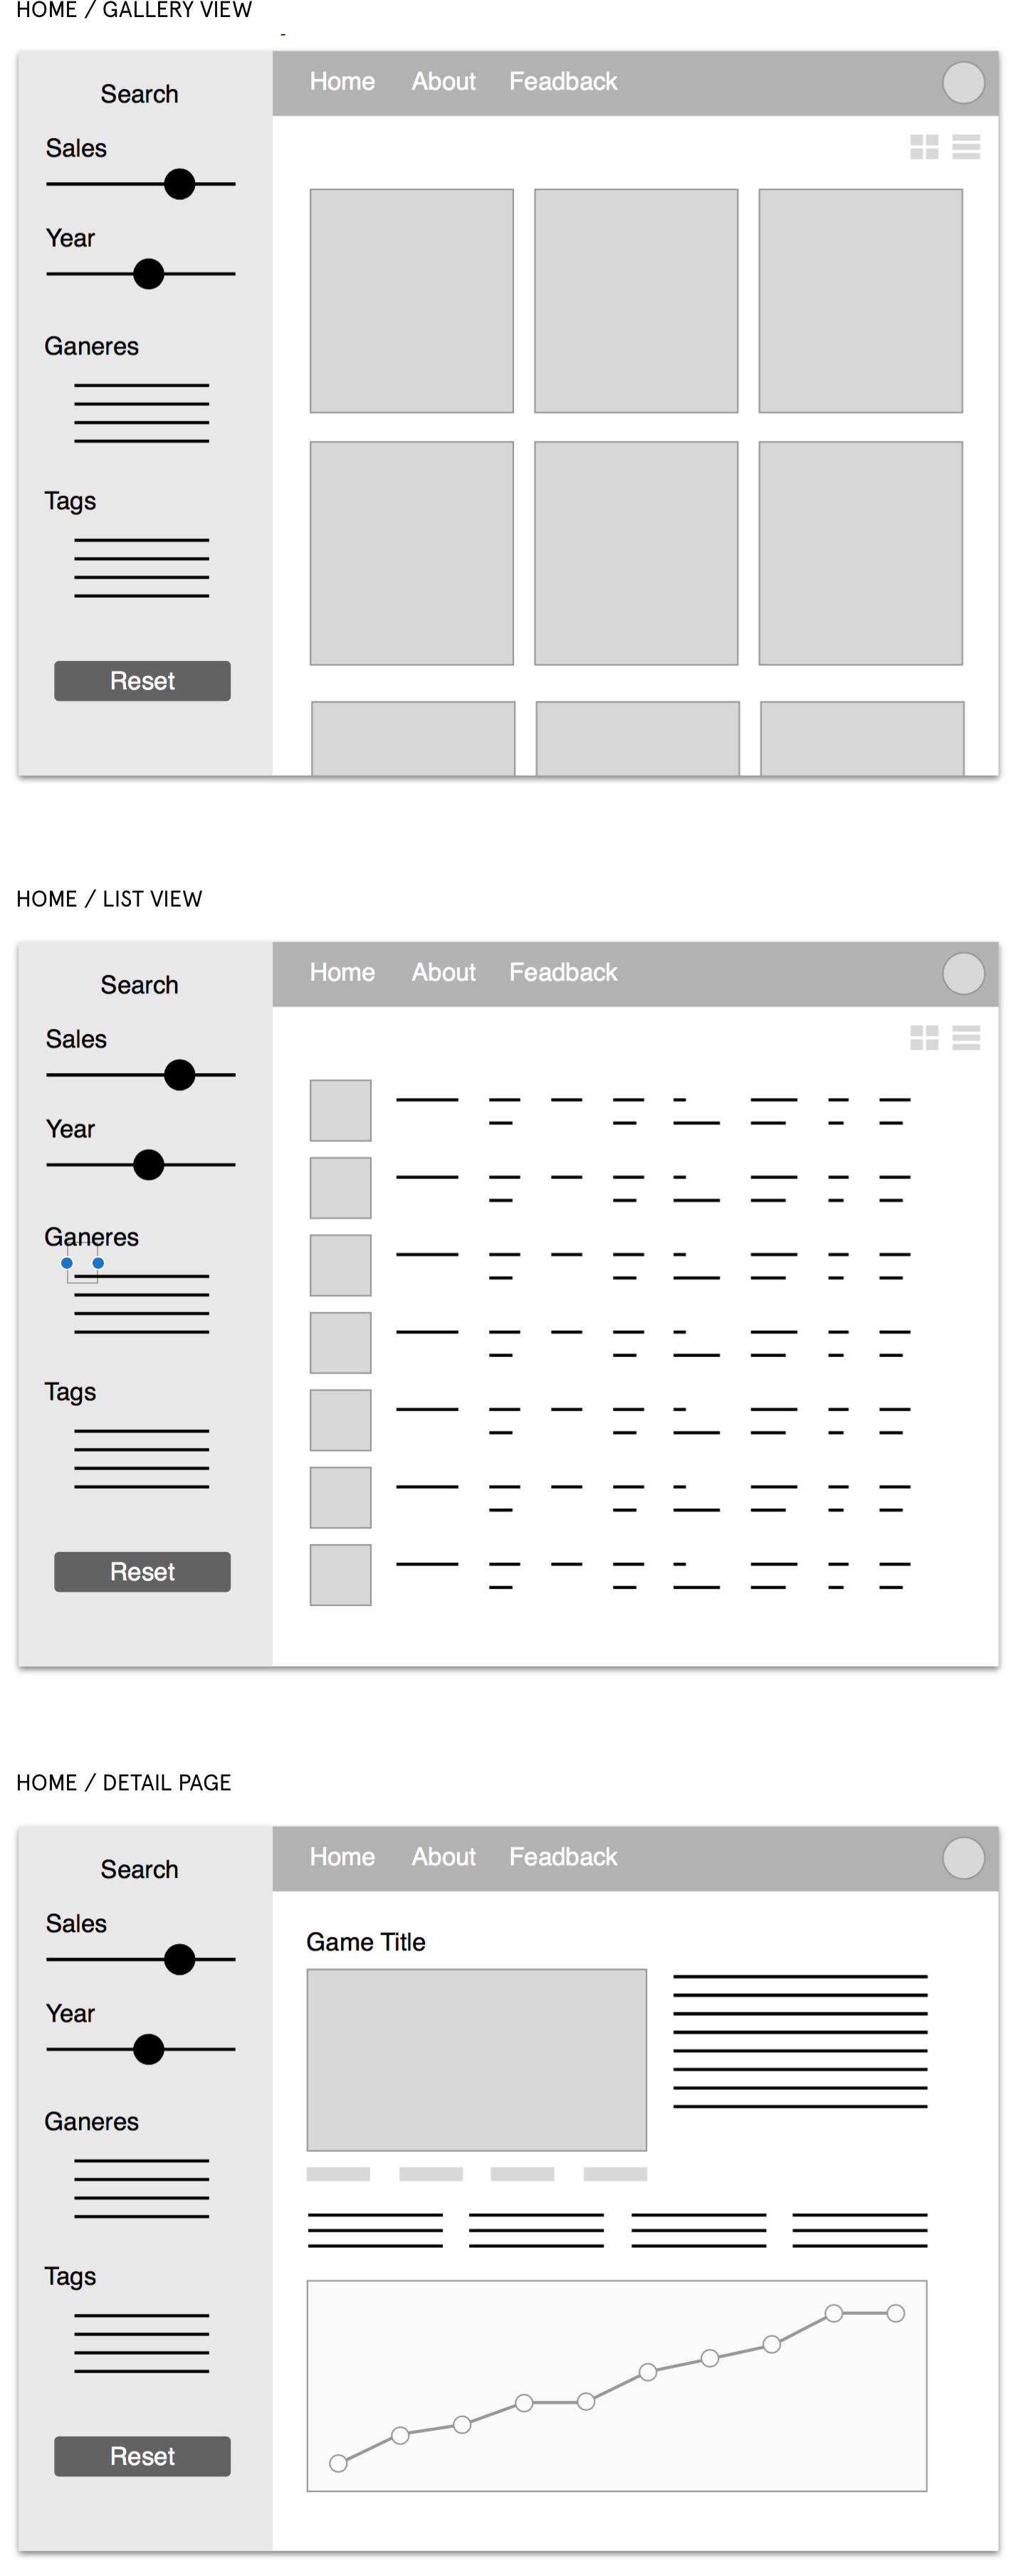 HOME / GALLERY VIEW
Search
Home About Feadback
Sales
Year
Ganeres
Tags
Reset
HOME / LIST VIEW
Search
Home About Feadback
Sales
Year
Ganeres
Tags
Reset
HOME / DETAIL PAGE
Search
Home About Feadback
Sales
Game Title
Year
Ganeres
Tags
Reset